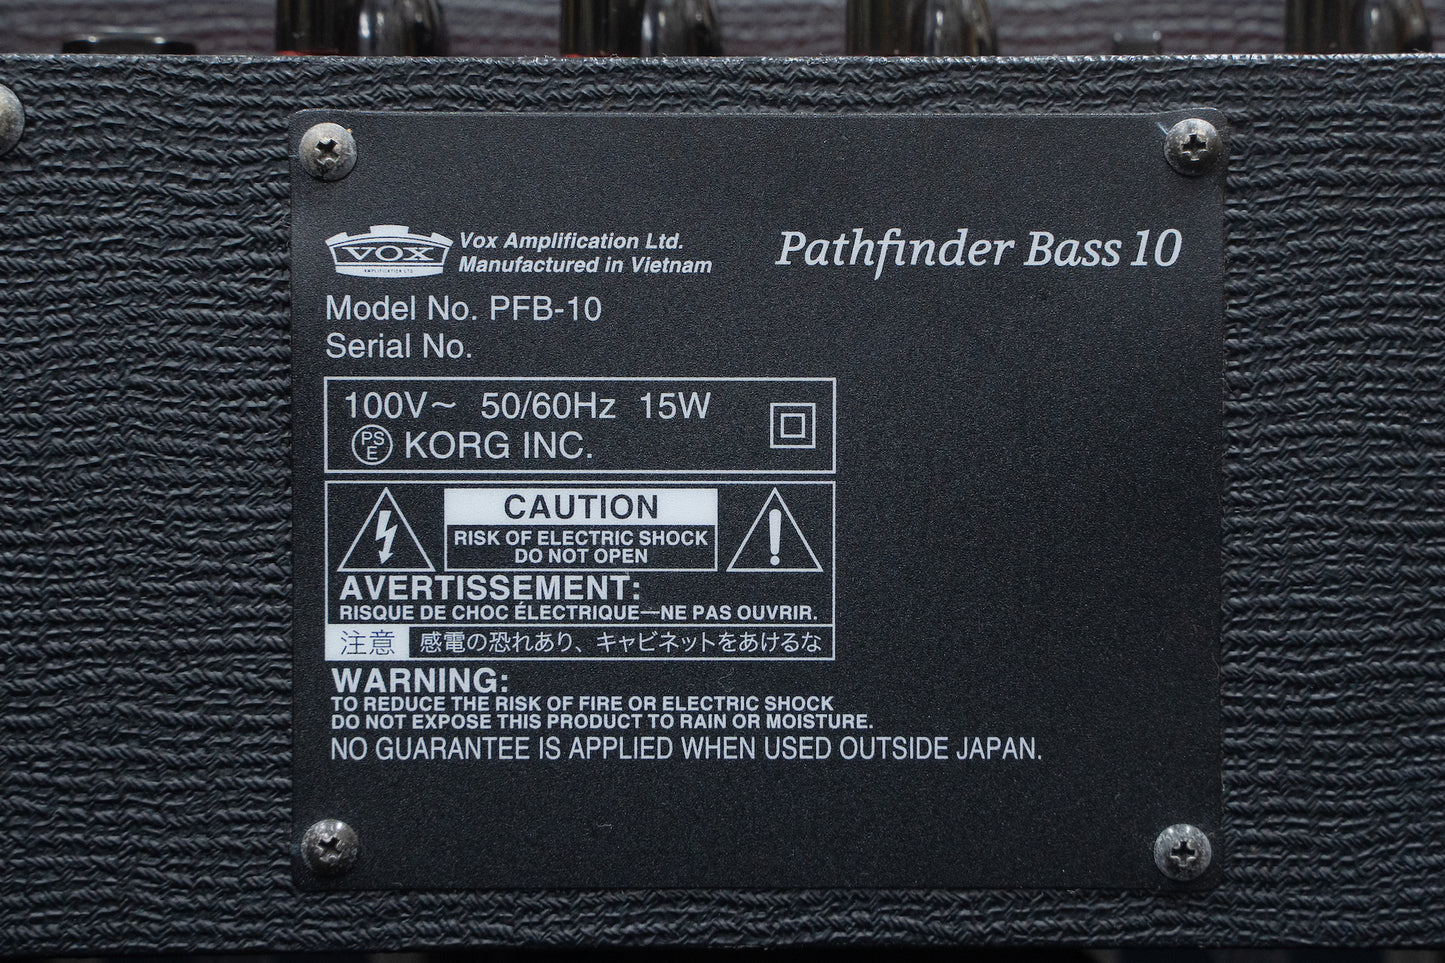 VOX
AMPLIFICATION LTD
Vox Amplification Ltd.
Manufactured in Vietnam
Pathfinder Bass 10
Model No. PFB-10
Serial No.
100V~ 50/60Hz 15W
PS
E
KORG INC.
CAUTION
RISK OF ELECTRIC SHOCK
DO NOT OPEN
AVERTISSEMENT:
RISQUE DE CHOC ÉLECTRIQUE—NE PAS OUVRIR.
注意 感電の恐れあり、キャビネットをあけるな
WARNING:
TO REDUCE THE RISK OF FIRE OR ELECTRIC SHOCK
DO NOT EXPOSE THIS PRODUCT TO RAIN OR MOISTURE.
NO GUARANTEE IS APPLIED WHEN USED OUTSIDE JAPAN.